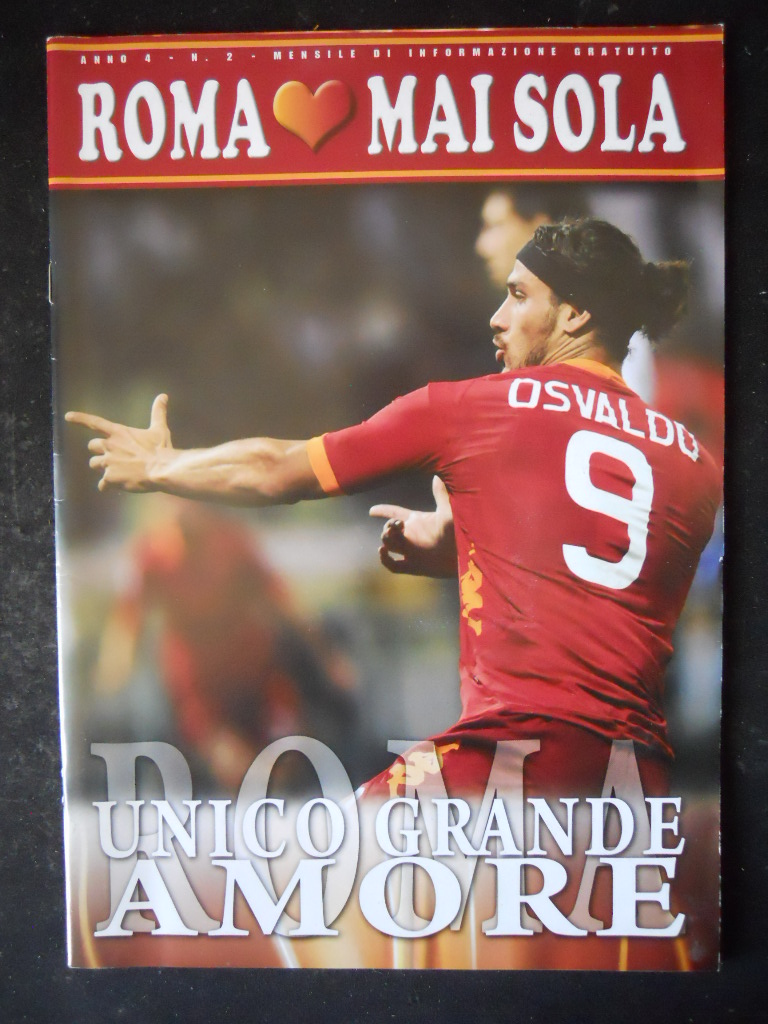 ANNO 4 - N. 2 - MENSILE DI INFORMAZIONE GRATUITO
ROMA MAI SOLA
OSVALDO
9
ROMA
UNICO GRANDE
AMORE